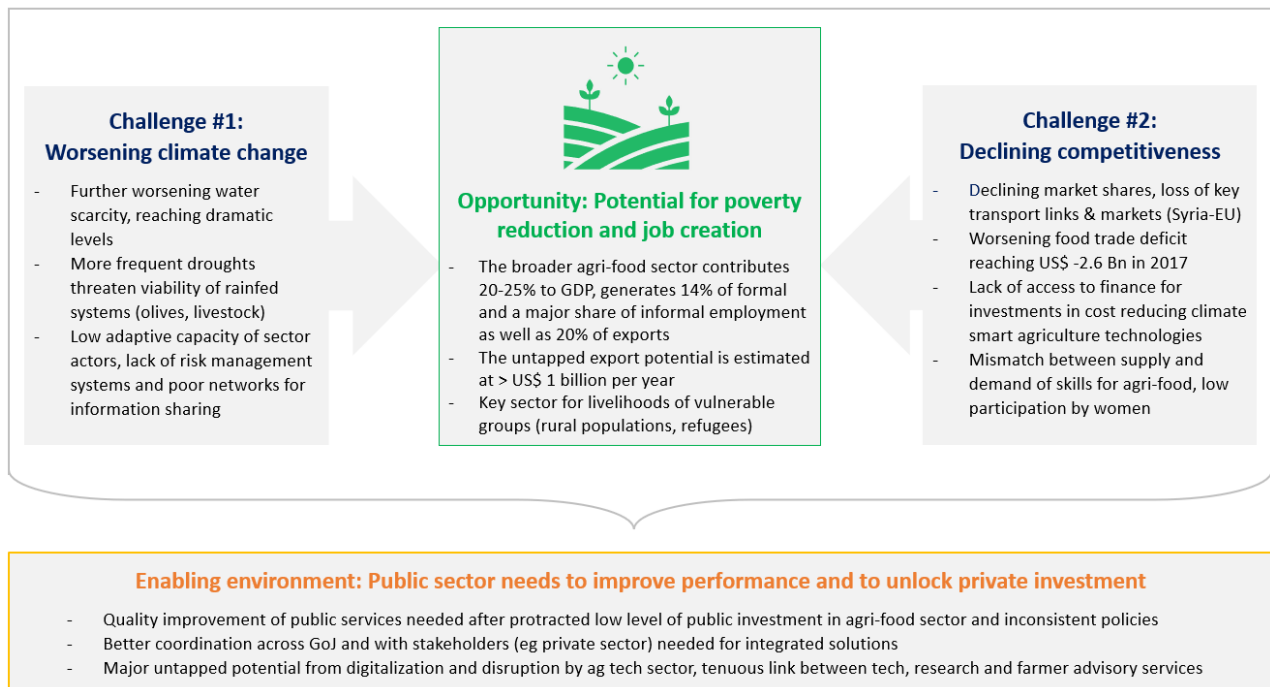 Challenge #1:
Worsening climate change
- Further worsening water
scarcity, reaching dramatic
levels
- More frequent droughts
threaten viability of rainfed
systems (olives, livestock)
- Low adaptive capacity of sector
actors, lack of risk management
systems and poor networks for
information sharing
Opportunity: Potential for poverty
reduction and job creation
- The broader agri-food sector contributes
20-25% to GDP, generates 14% of formal
and a major share of informal employment
as well as 20% of exports
- The untapped export potential is estimated
at > US$ 1 billion per year
- Key sector for livelihoods of vulnerable
groups (rural populations, refugees)
Challenge #2:
Declining competitiveness
- Declining market shares, loss of key
transport links & markets (Syria-EU)
- Worsening food trade deficit
reaching US$ -2.6 Bn in 2017
- Lack of access to finance for
investments in cost reducing climate
smart agriculture technologies
- Mismatch between supply and
demand of skills for agri-food, low
participation by women
Enabling environment: Public sector needs to improve performance and to unlock private investment
- Quality improvement of public services needed after protracted low level of public investment in agri-food sector and inconsistent policies
- Better coordination across GoJ and with stakeholders (eg private sector) needed for integrated solutions
- Major untapped potential from digitalization and disruption by ag tech sector, tenuous link between tech, research and farmer advisory services